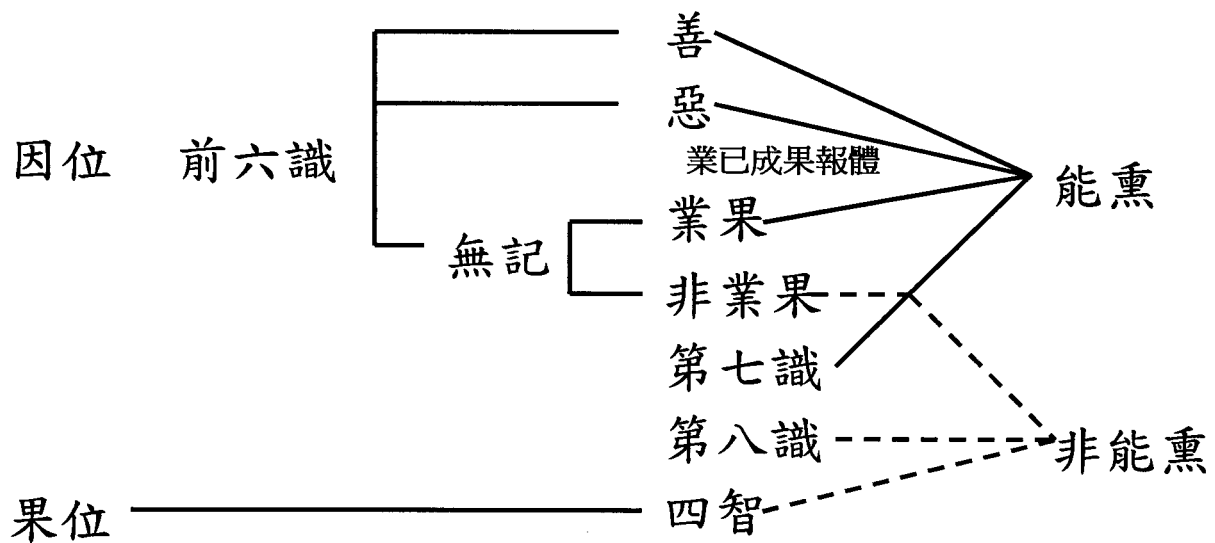 善
惡
因位 前六識
業已成果報體
能熏
業果
無記
非業果
第七識
第八識
非能熏
果位
四智